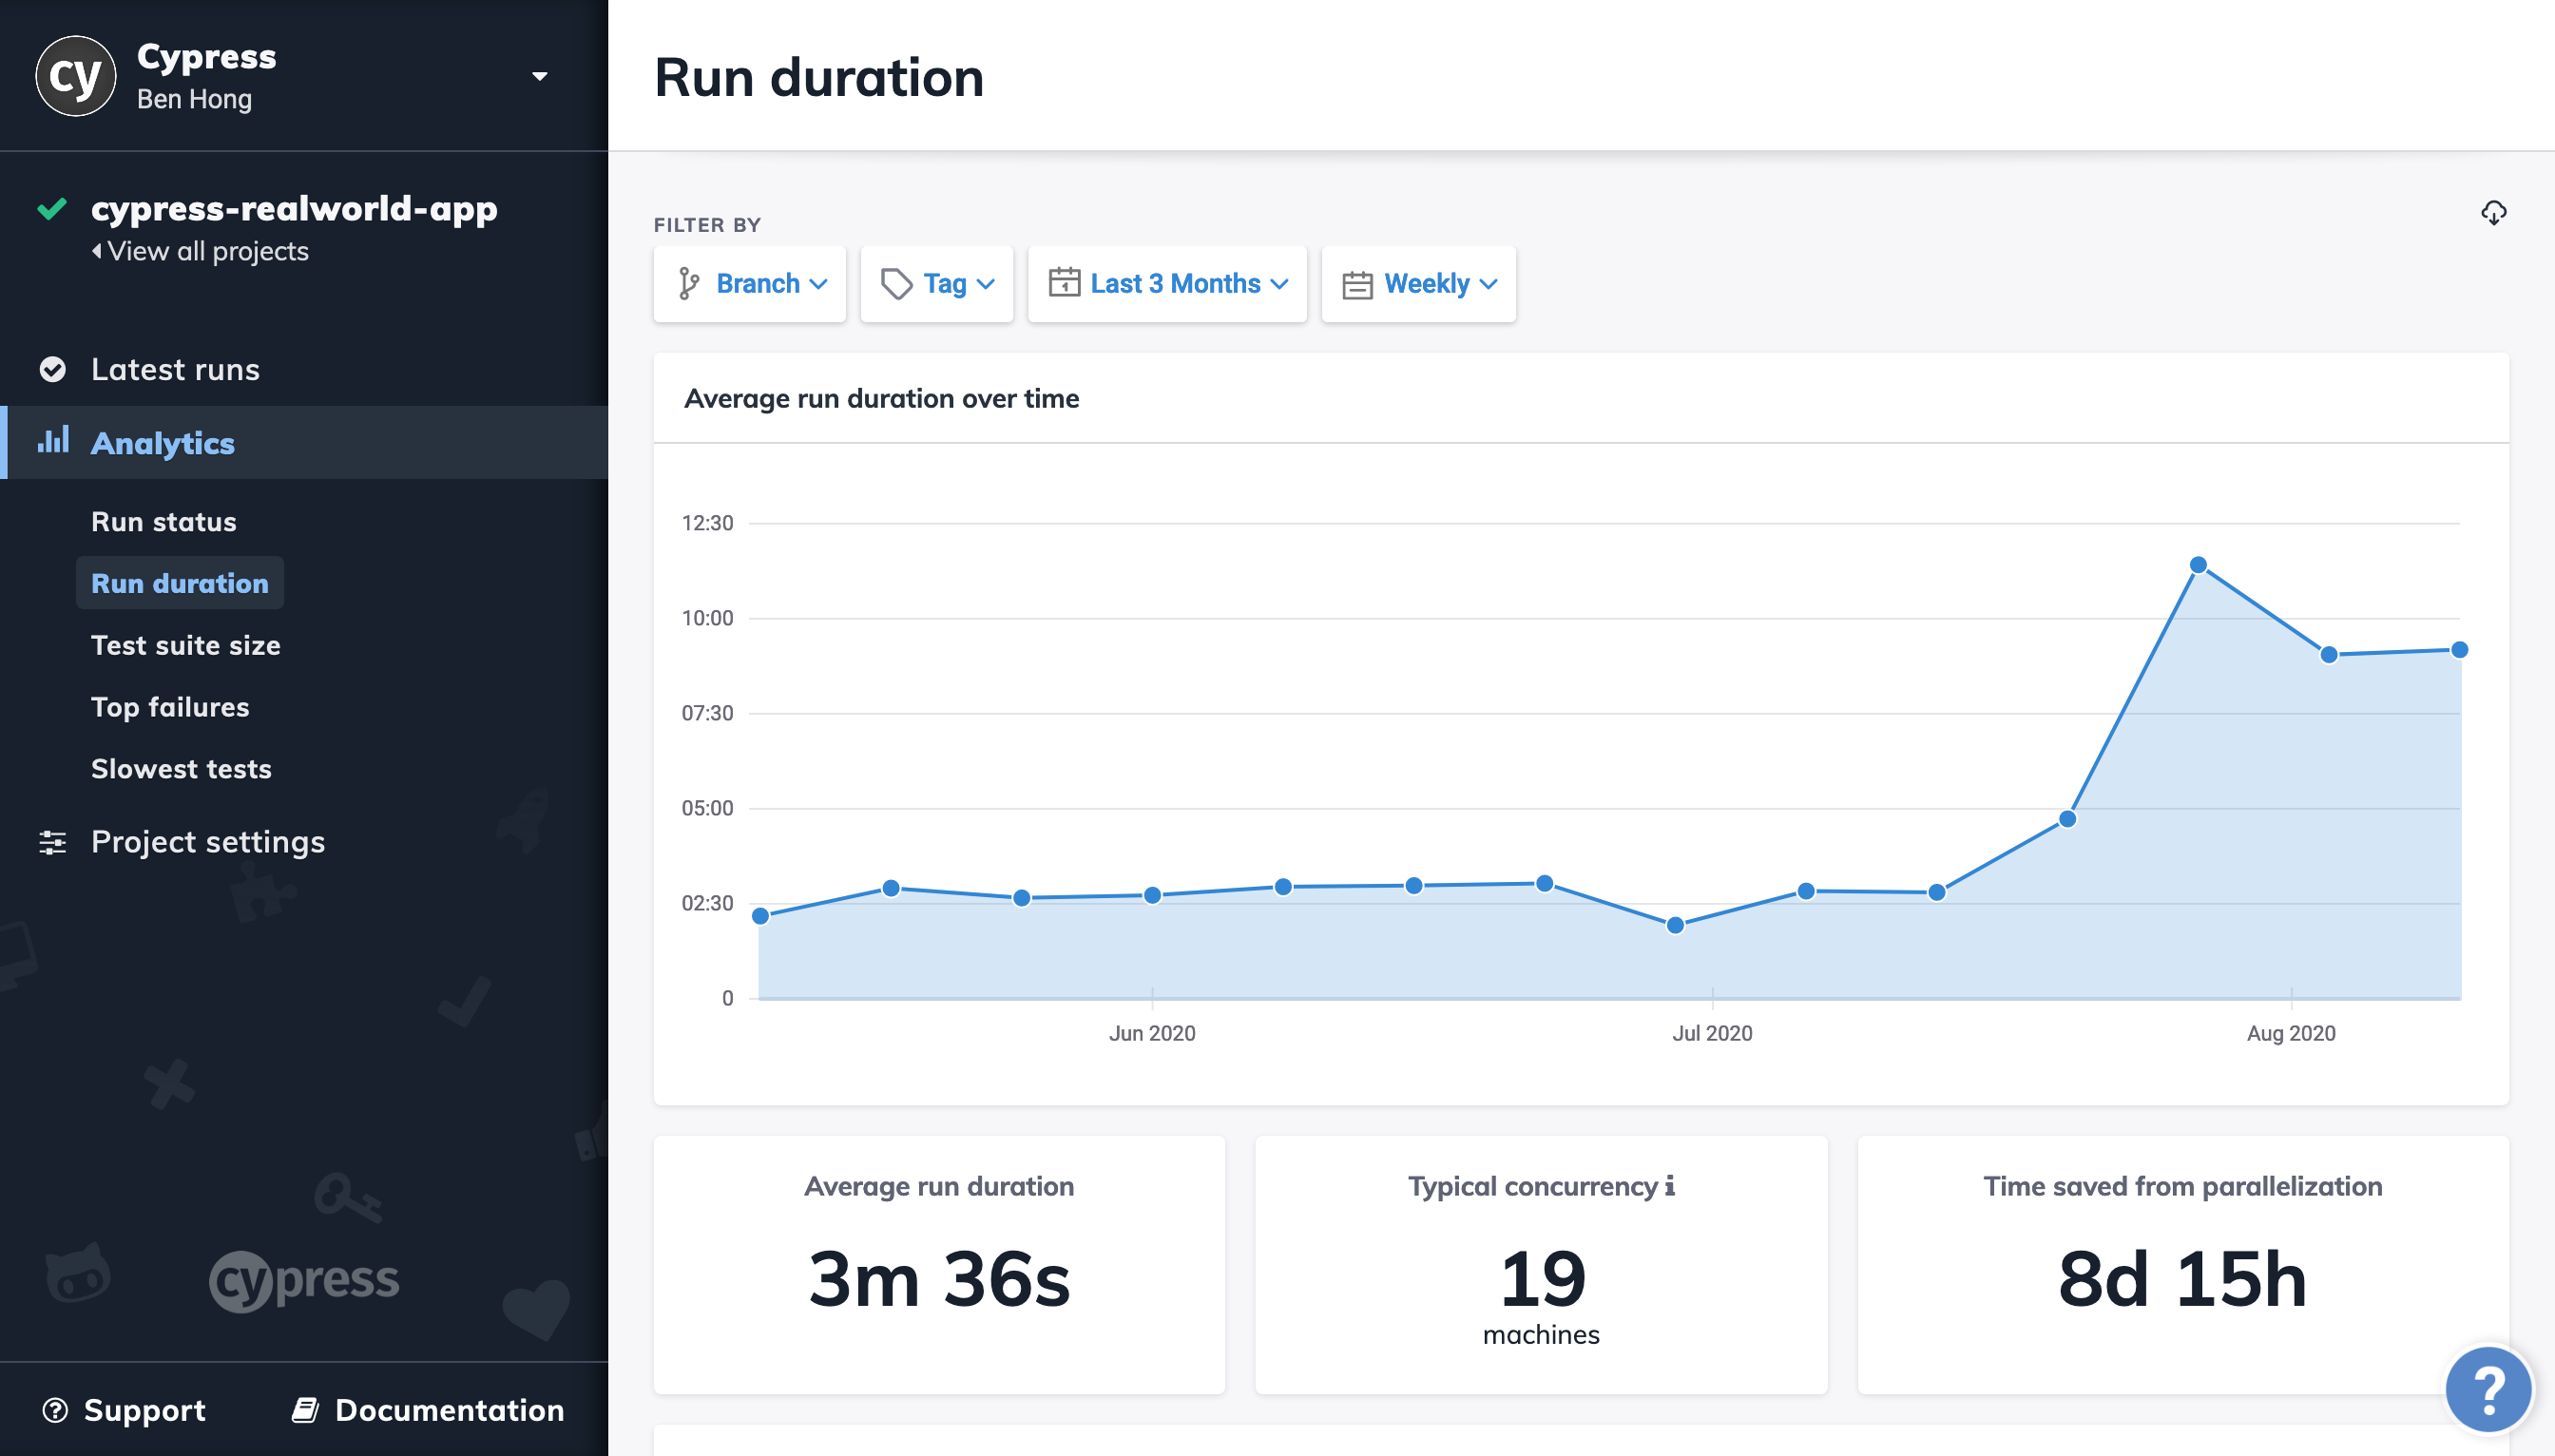 cy
Cypress
Ben Hong
cypress-realworld-app
View all projects
Latest runs
Analytics
Run status
Run duration
Test suite size
Top failures
Slowest tests
Project settings
cypress
Support
Documentation
Run duration
FILTER BY
Branch
Tag
1
Last 3 Months
Weekly
Average run duration over time
12:30
10:00
07:30
05:00
02:30
0
Jun 2020
Jul 2020
Aug 2020
Average run duration
3m 36s
Typical concurrency i
19
machines
Time saved from parallelization
8d 15h
?